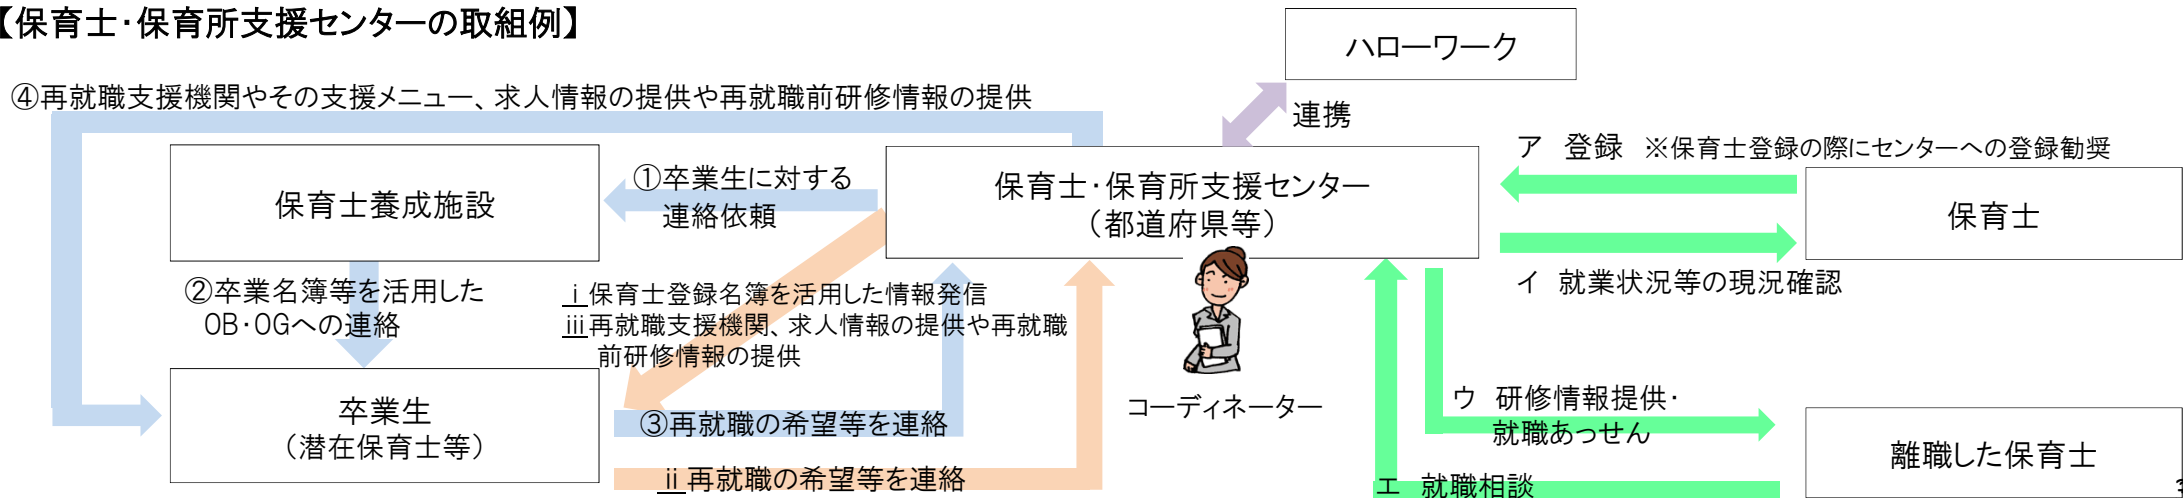 【保育士・保育所支援センターの取組例】
ハローワーク
④再就職支援機関やその支援メニュー、求人情報の提供や再就職前研修情報の提供
連携
ア 登録 ※保育士登録の際にセンターへの登録勧奨
保育士養成施設
①卒業生に対する
連絡依頼
保育士・保育所支援センター
（都道府県等）
保育士
イ 就業状況等の現況確認
②卒業名簿等を活用した
OB・OGへの連絡
ⅰ保育士登録名簿を活用した情報発信
ⅲ再就職支援機関、求人情報の提供や再就職
前研修情報の提供
コーディネーター
卒業生
（潜在保育士等）
③再就職の希望等を連絡
ⅱ再就職の希望等を連絡
ウ 研修情報提供・
就職あっせん
離職した保育士
エ 就職相談